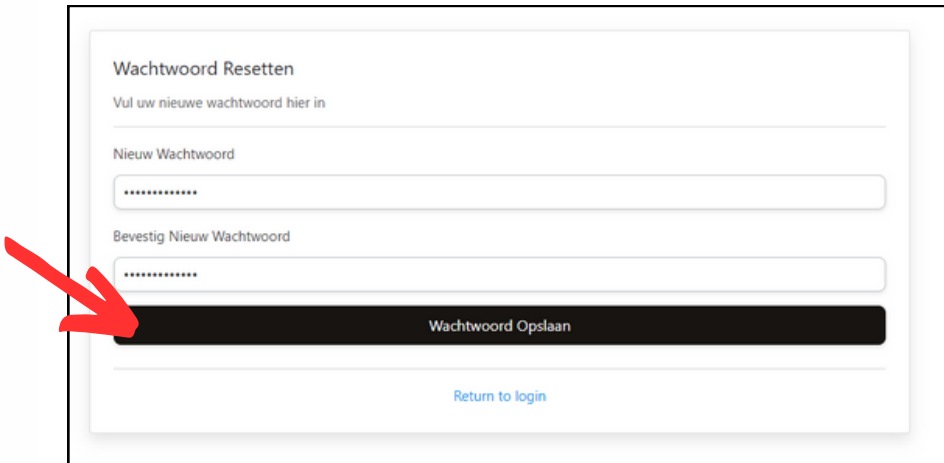 Wachtwoord Resetten
Vul uw nieuwe wachtwoord hier in
Nieuw Wachtwoord
•••••••••••••
Bevestig Nieuw Wachtwoord
•••••••••••••
Wachtwoord Opslaan
Return to login